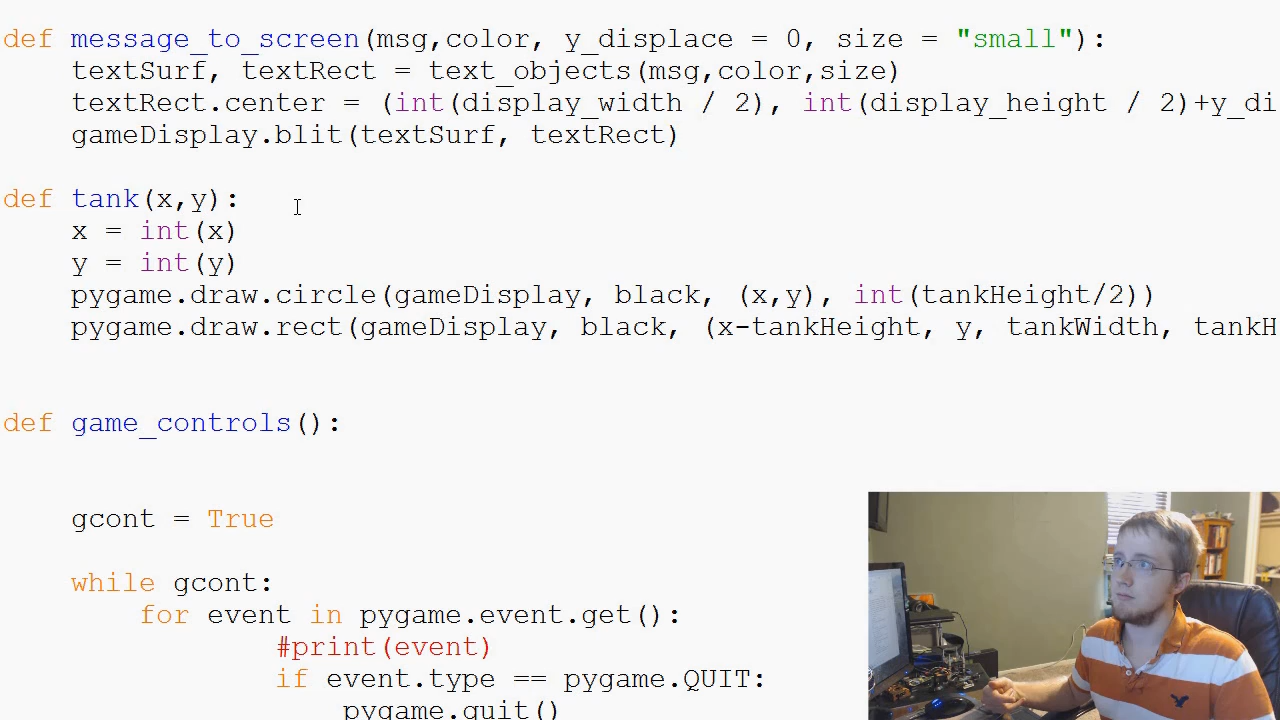 def message_to_screen(msg,color, y_displace = 0, size = "small"):
textSurf, textRect = text_objects(msg,color,size)
textRect.center = (int(display_width / 2), int(display_height / 2)+y_di
gameDisplay.blit(textSurf, textRect)
def tank(x,y):
x = int(x)
y = int(y)
pygame.draw.circle(gameDisplay, black, (x,y), int(tankHeight/2))
pygame.draw.rect(gameDisplay, black, (x-tankHeight, y, tankWidth, tankH
def game_controls():
gcont = True
while gcont:
for event in pygame.event.get():
#print(event)
if event.type == pygame.QUIT:
pygame.quit()